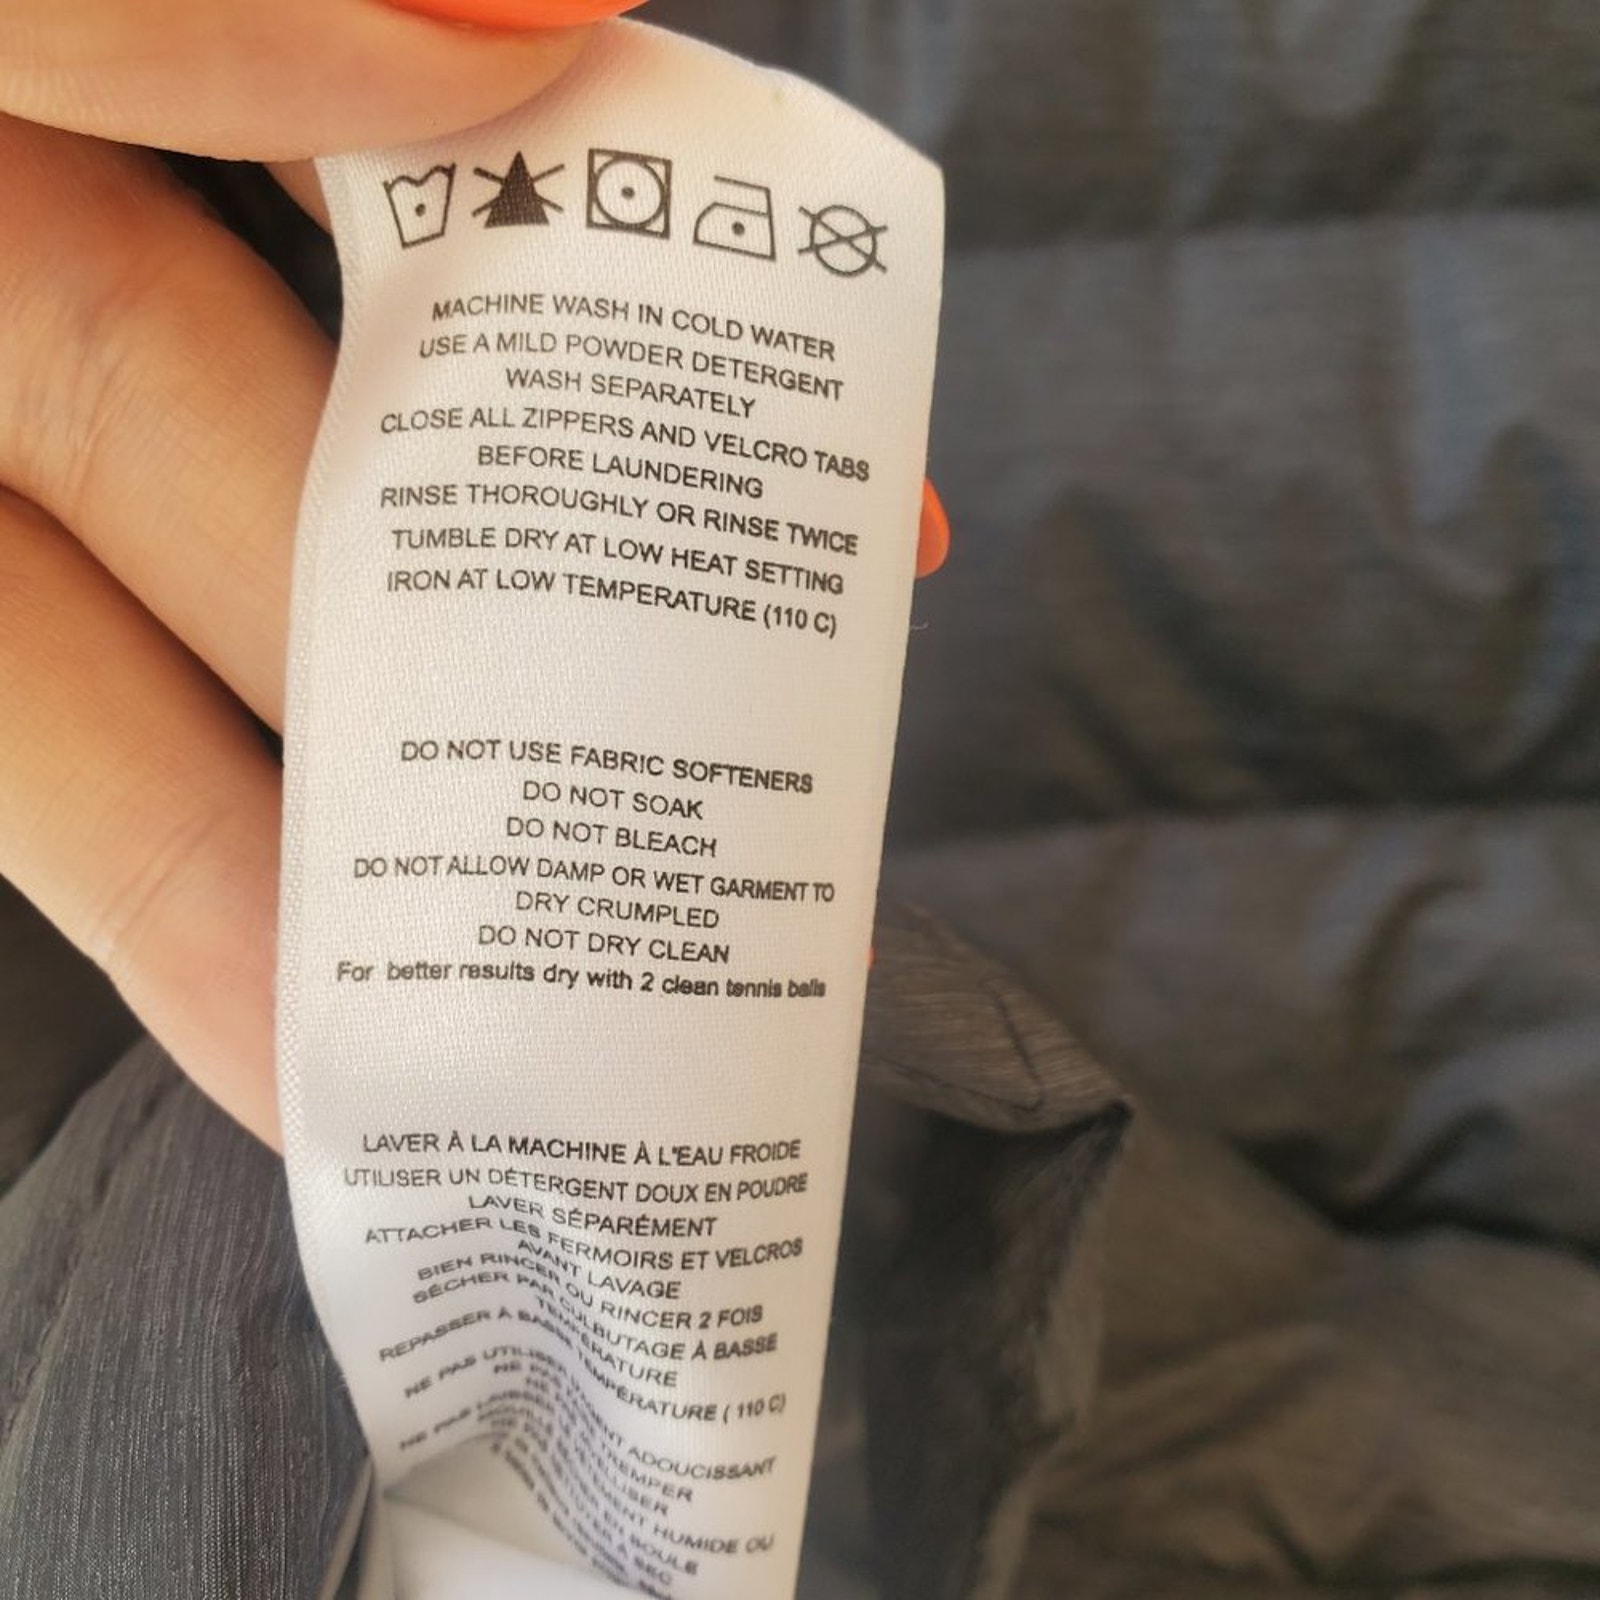 MACHINE WASH IN COLD WATER
USE A MILD POWDER DETERGENT
WASH SEPARATELY
CLOSE ALL ZIPPERS AND VELCRO TABS
BEFORE LAUNDERING
RINSE THOROUGHLY OR RINSE TWICE
TUMBLE DRY AT LOW HEAT SETTING
IRON AT LOW TEMPERATURE (110 C)
DO NOT USE FABRIC SOFTENERS
DO NOT SOAK
DO NOT BLEACH
DO NOT ALLOW DAMP OR WET GARMENT TO
DRY CRUMPLED
DO NOT DRY CLEAN
For better results dry with 2 clean tennis balls
LAVER À LA MACHINE À L'EAU FROIDE
UTILISER UN DÉTERGENT DOUX EN POUDRE
LAVER SÉPARÉMENT
ATTACHER LES FERMOIRS ET VELCROS
AVANT LAVAGE
BIEN RINCER OU RINCER 2 FOIS
SÉCHER PAR CULBUTAGE À BASSE
TEMPÉRATURE
REPASSER À BASSE TEMPÉRATURE ( 110 C)
NE PAS UTILISER ADOUCISSANT
HUMIDE OU